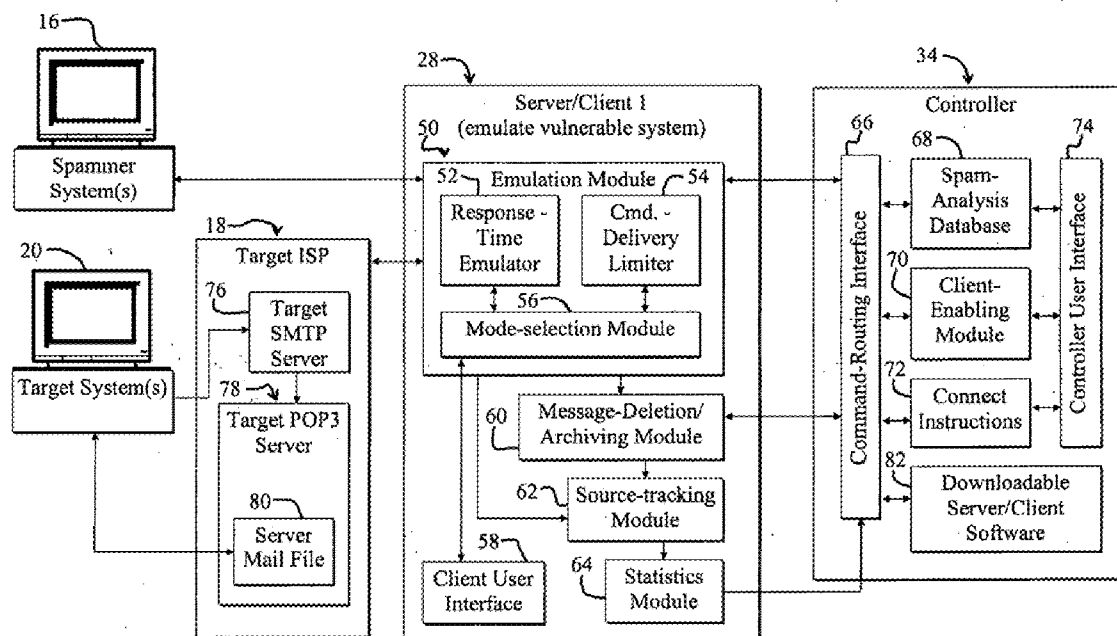 16
Spammer
System(s)
20
Target System(s)
18
Target ISP
76
Target
SMTP
Server
78
Target POP3
Server
80
Server
Mail File
28
Server/Client 1
(emulate vulnerable system)
50
Emulation Module
52
Response -
Time
Emulator
54
Cmd. -
Delivery
Limiter
56
Mode-selection Module
60
Message-Deletion/
Archiving Module
62
Source-tracking
Module
58
Client User
Interface
64
Statistics
Module
34
Controller
66
Command-Routing Interface
68
Spam-
Analysis
Database
70
Client-
Enabling
Module
72
Connect
Instructions
74
Controller User Interface
82
Downloadable
Server/Client
Software